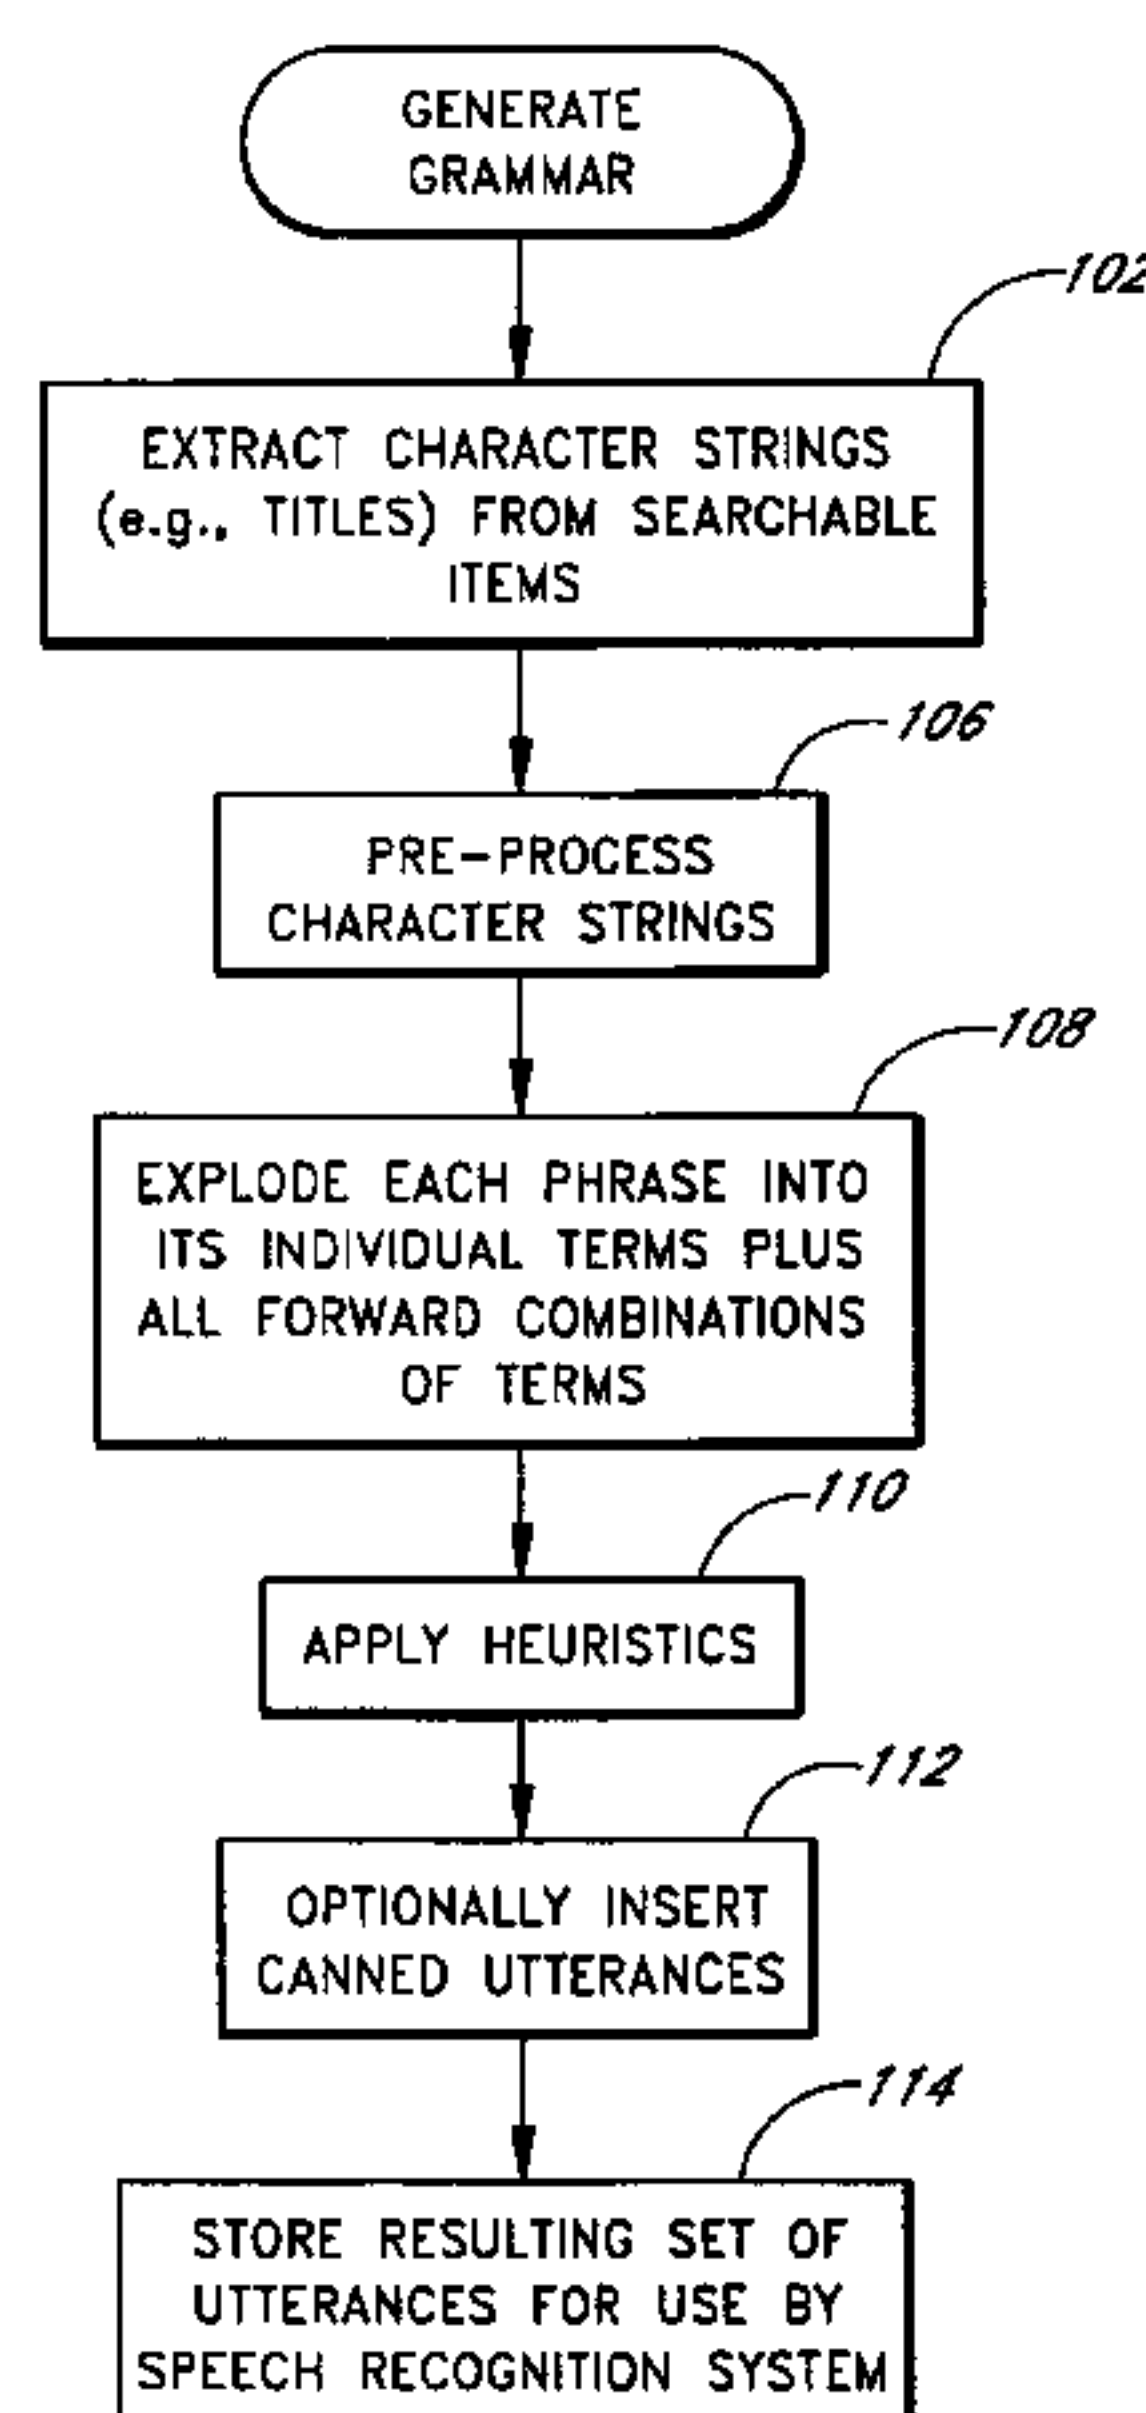 GENERATE
GRAMMAR
102
EXTRACT CHARACTER STRINGS
(e.g., TITLES) FROM SEARCHABLE
ITEMS
106
PRE-PROCESS
CHARACTER STRINGS
108
EXPLODE EACH PHRASE INTO
ITS INDIVIDUAL TERMS PLUS
ALL FORWARD COMBINATIONS
OF TERMS
110
APPLY HEURISTICS
112
OPTIONALLY INSERT
CANNED UTTERANCES
114
STORE RESULTING SET OF
UTTERANCES FOR USE BY
SPEECH RECOGNITION SYSTEM